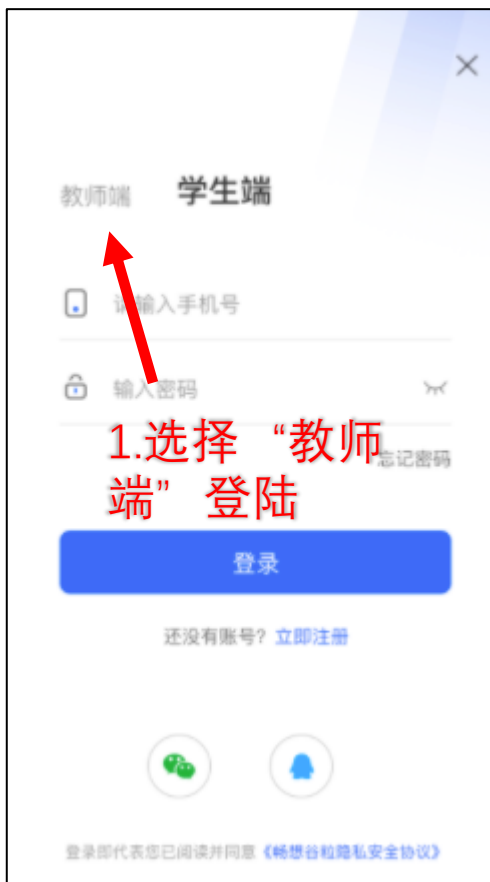 教师端 学生端
请输入手机号
输入密码
1.选择 “教师
忘记密码
端” 登陆
登录
还没有账号? 立即注册
登录即代表您已阅读并同意《畅想谷粒隐私安全协议》